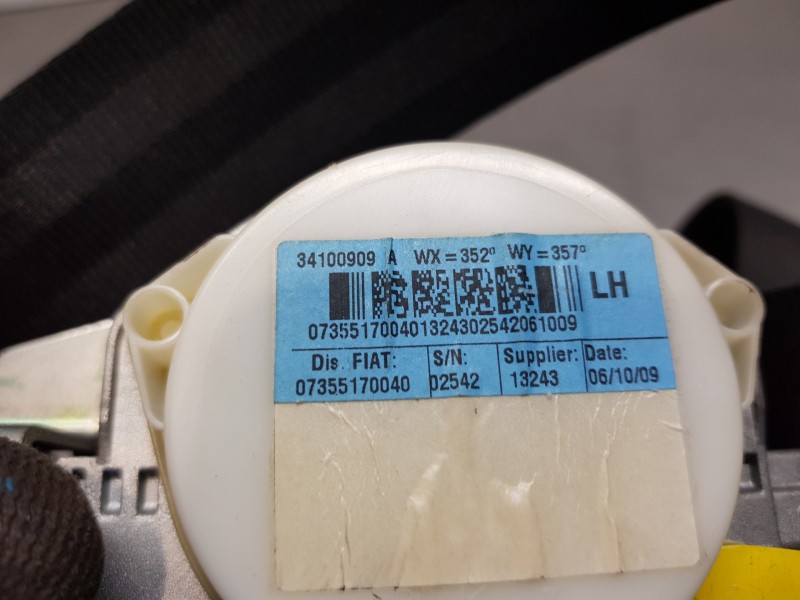 34100909 A WX=352° WY=357°
LH
07355170040132430254206​1009
Dis. FIAT: S/N: Supplier: Date:
07355170040 02542 13243 06/10/09